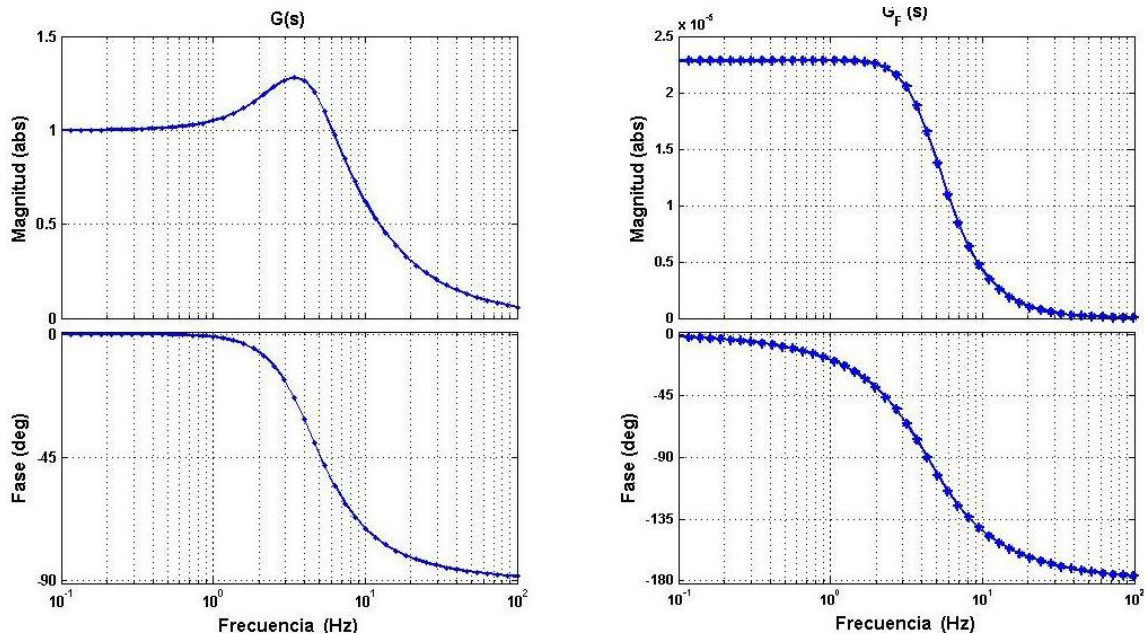 G(s)
1.5
1
0.5
0
Magnitud (abs)
0
-45
-90
Fase (deg)
10^-1
10^0
10^1
10^2
Frecuencia (Hz)
G_F (s)
x 10^-5
2.5
2
1.5
1
0.5
0
Magnitud (abs)
0
-45
-90
-135
-180
Fase (deg)
10^-1
10^0
10^1
10^2
Frecuencia (Hz)